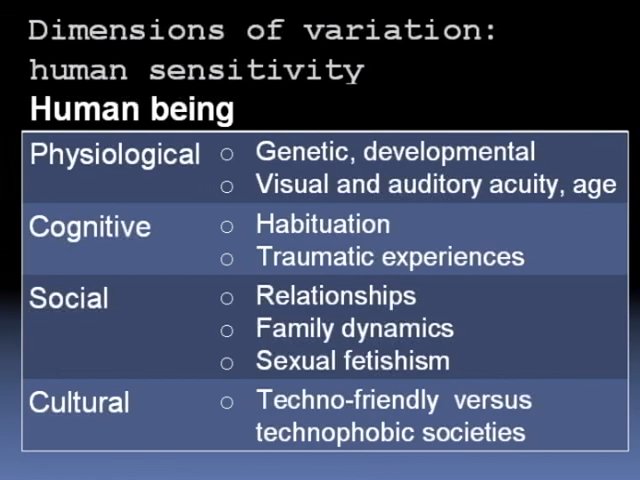 Dimensions of variation:
human sensitivity
Human being
Physiological
○ Genetic, developmental
○ Visual and auditory acuity, age
Cognitive
○ Habituation
○ Traumatic experiences
Social
○ Relationships
○ Family dynamics
○ Sexual fetishism
Cultural
○ Techno-friendly versus
technophobic societies